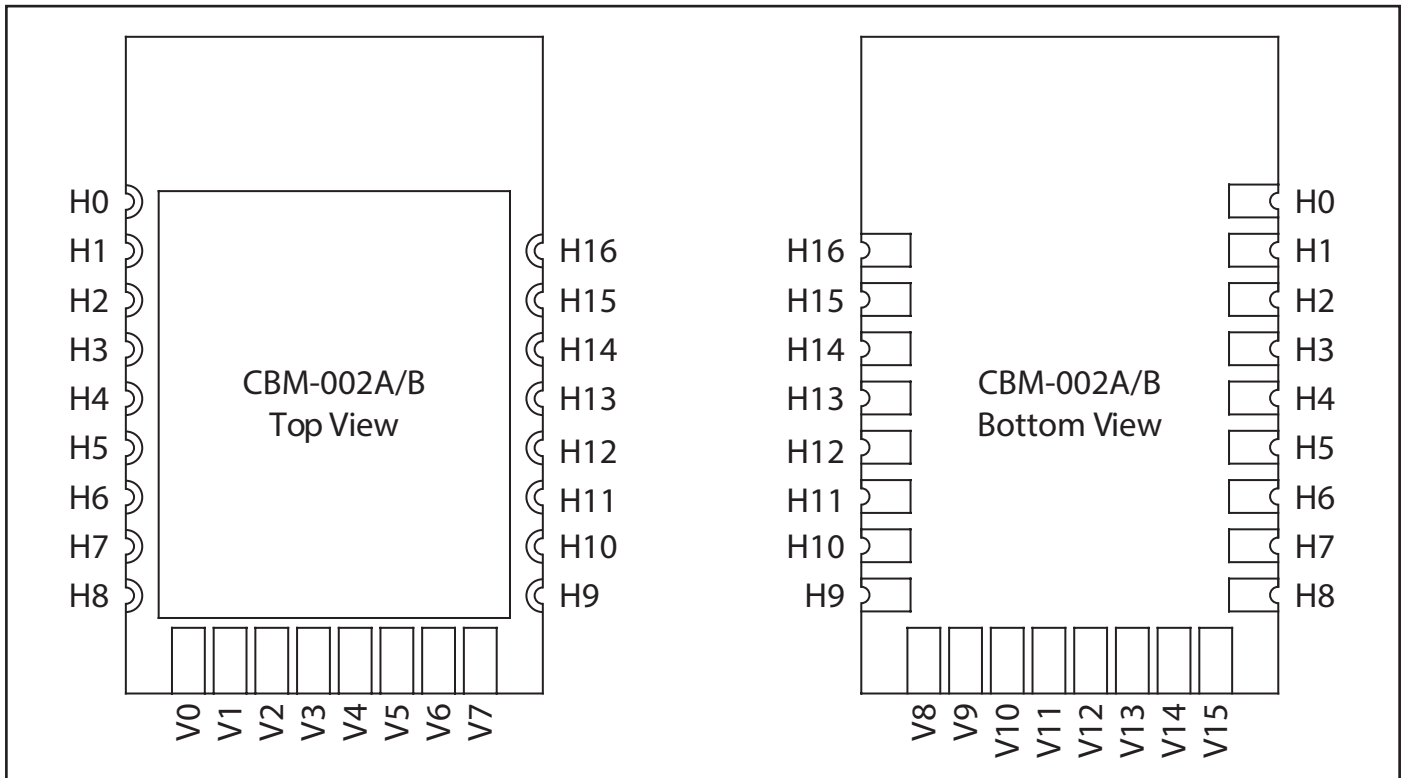 H0
H1
H2
H3
H4
H5
H6
H7
H8
H16
H15
H14
H13
H12
H11
H10
H9
CBM-002A/B
Top View
V0
V1
V2
V3
V4
V5
V6
V7
H16
H15
H14
H13
H12
H11
H10
H9
CBM-002A/B
Bottom View
H0
H1
H2
H3
H4
H5
H6
H7
H8
V8
V9
V10
V11
V12
V13
V14
V15